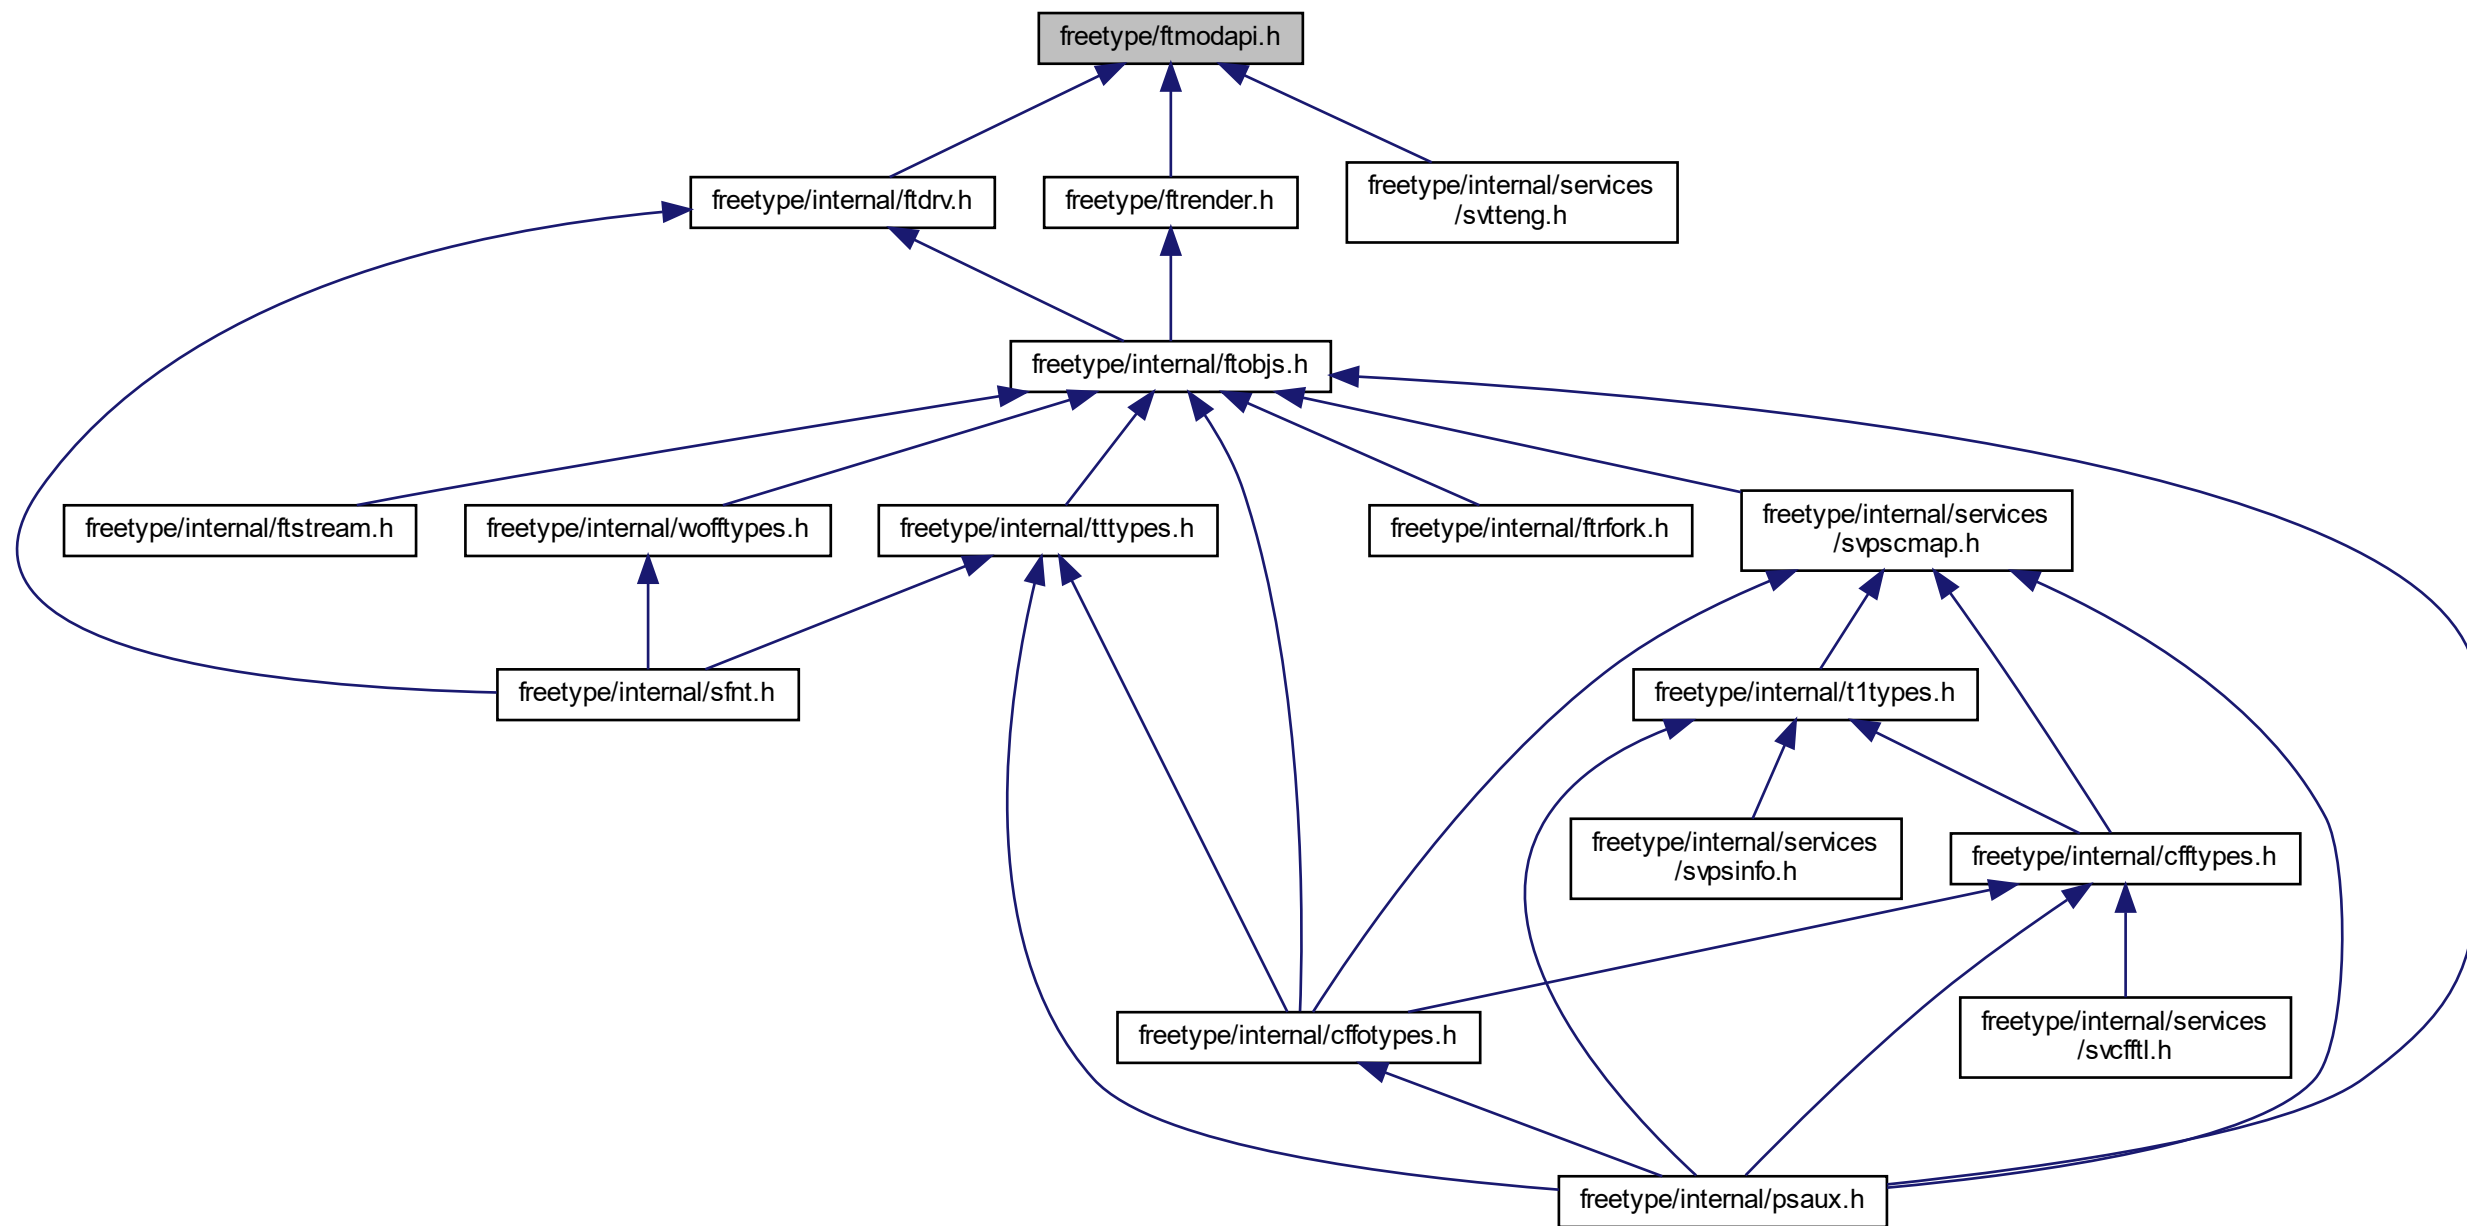 freetype/ftmodapi.h
freetype/internal/ftdrv.h
freetype/ftrender.h
freetype/internal/services
/svtteng.h
freetype/internal/ftobjs.h
freetype/internal/ftstream.h
freetype/internal/wofftypes.h
freetype/internal/tttypes.h
freetype/internal/ftrfork.h
freetype/internal/services
/svpscmap.h
freetype/internal/sfnt.h
freetype/internal/t1types.h
freetype/internal/services
/svpsinfo.h
freetype/internal/cfftypes.h
freetype/internal/cffotypes.h
freetype/internal/services
/svcfftl.h
freetype/internal/psaux.h